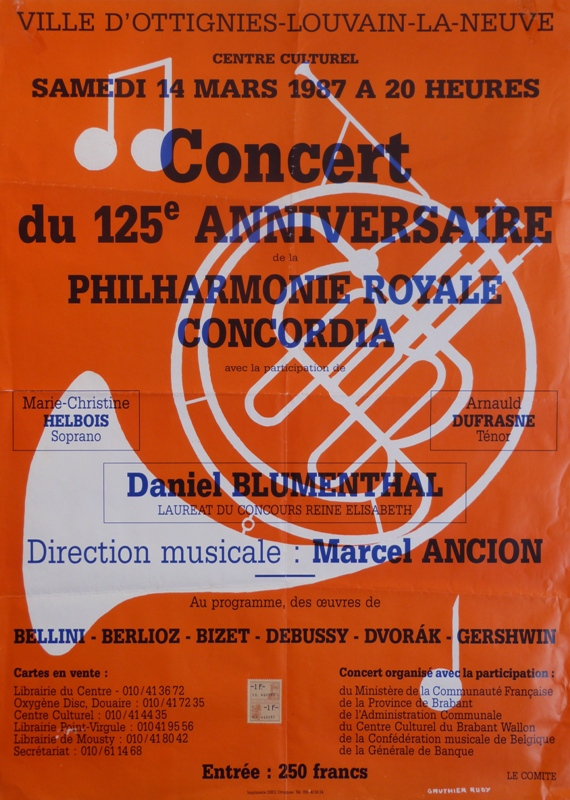 VILLE D'OTTIGNIES-LOUVAIN-LA-NEUVE
CENTRE CULTUREL
SAMEDI 14 MARS 1987 A 20 HEURES
Concert
du 125e ANNIVERSAIRE
de la
PHILHARMONIE ROYALE
CONCORDIA
avec la participation de
Marie-Christine
HELBOIS
Soprano
Arnauld
DUFRASNE
Ténor
Daniel BLUMENTHAL
LAUREAT DU CONCOURS REINE ELISABETH
Direction musicale : Marcel ANCION
Au programme, des œuvres de
BELLINI - BERLIOZ - BIZET - DEBUSSY - DVORÁK - GERSHWIN
Cartes en vente :
Librairie du Centre - 010/41 36 72
Oxygène Disc, Douaire : 010/41 72 35
Centre Culturel : 010/41 44 35
Librairie Point-Virgule : 010 41 95 56
Librairie de Mousty : 010/41 80 42
Secrétariat : 010/61 14 68
-1F-
-1F-
Concert organisé avec la participation :
du Ministère de la Communauté Française
de la Province de Brabant
de l'Administration Communale
du Centre Culturel du Brabant Wallon
de la Confédération musicale de Belgique
de la Générale de Banque
Entrée : 250 francs
LE COMITE
GAUTHIER RUDY